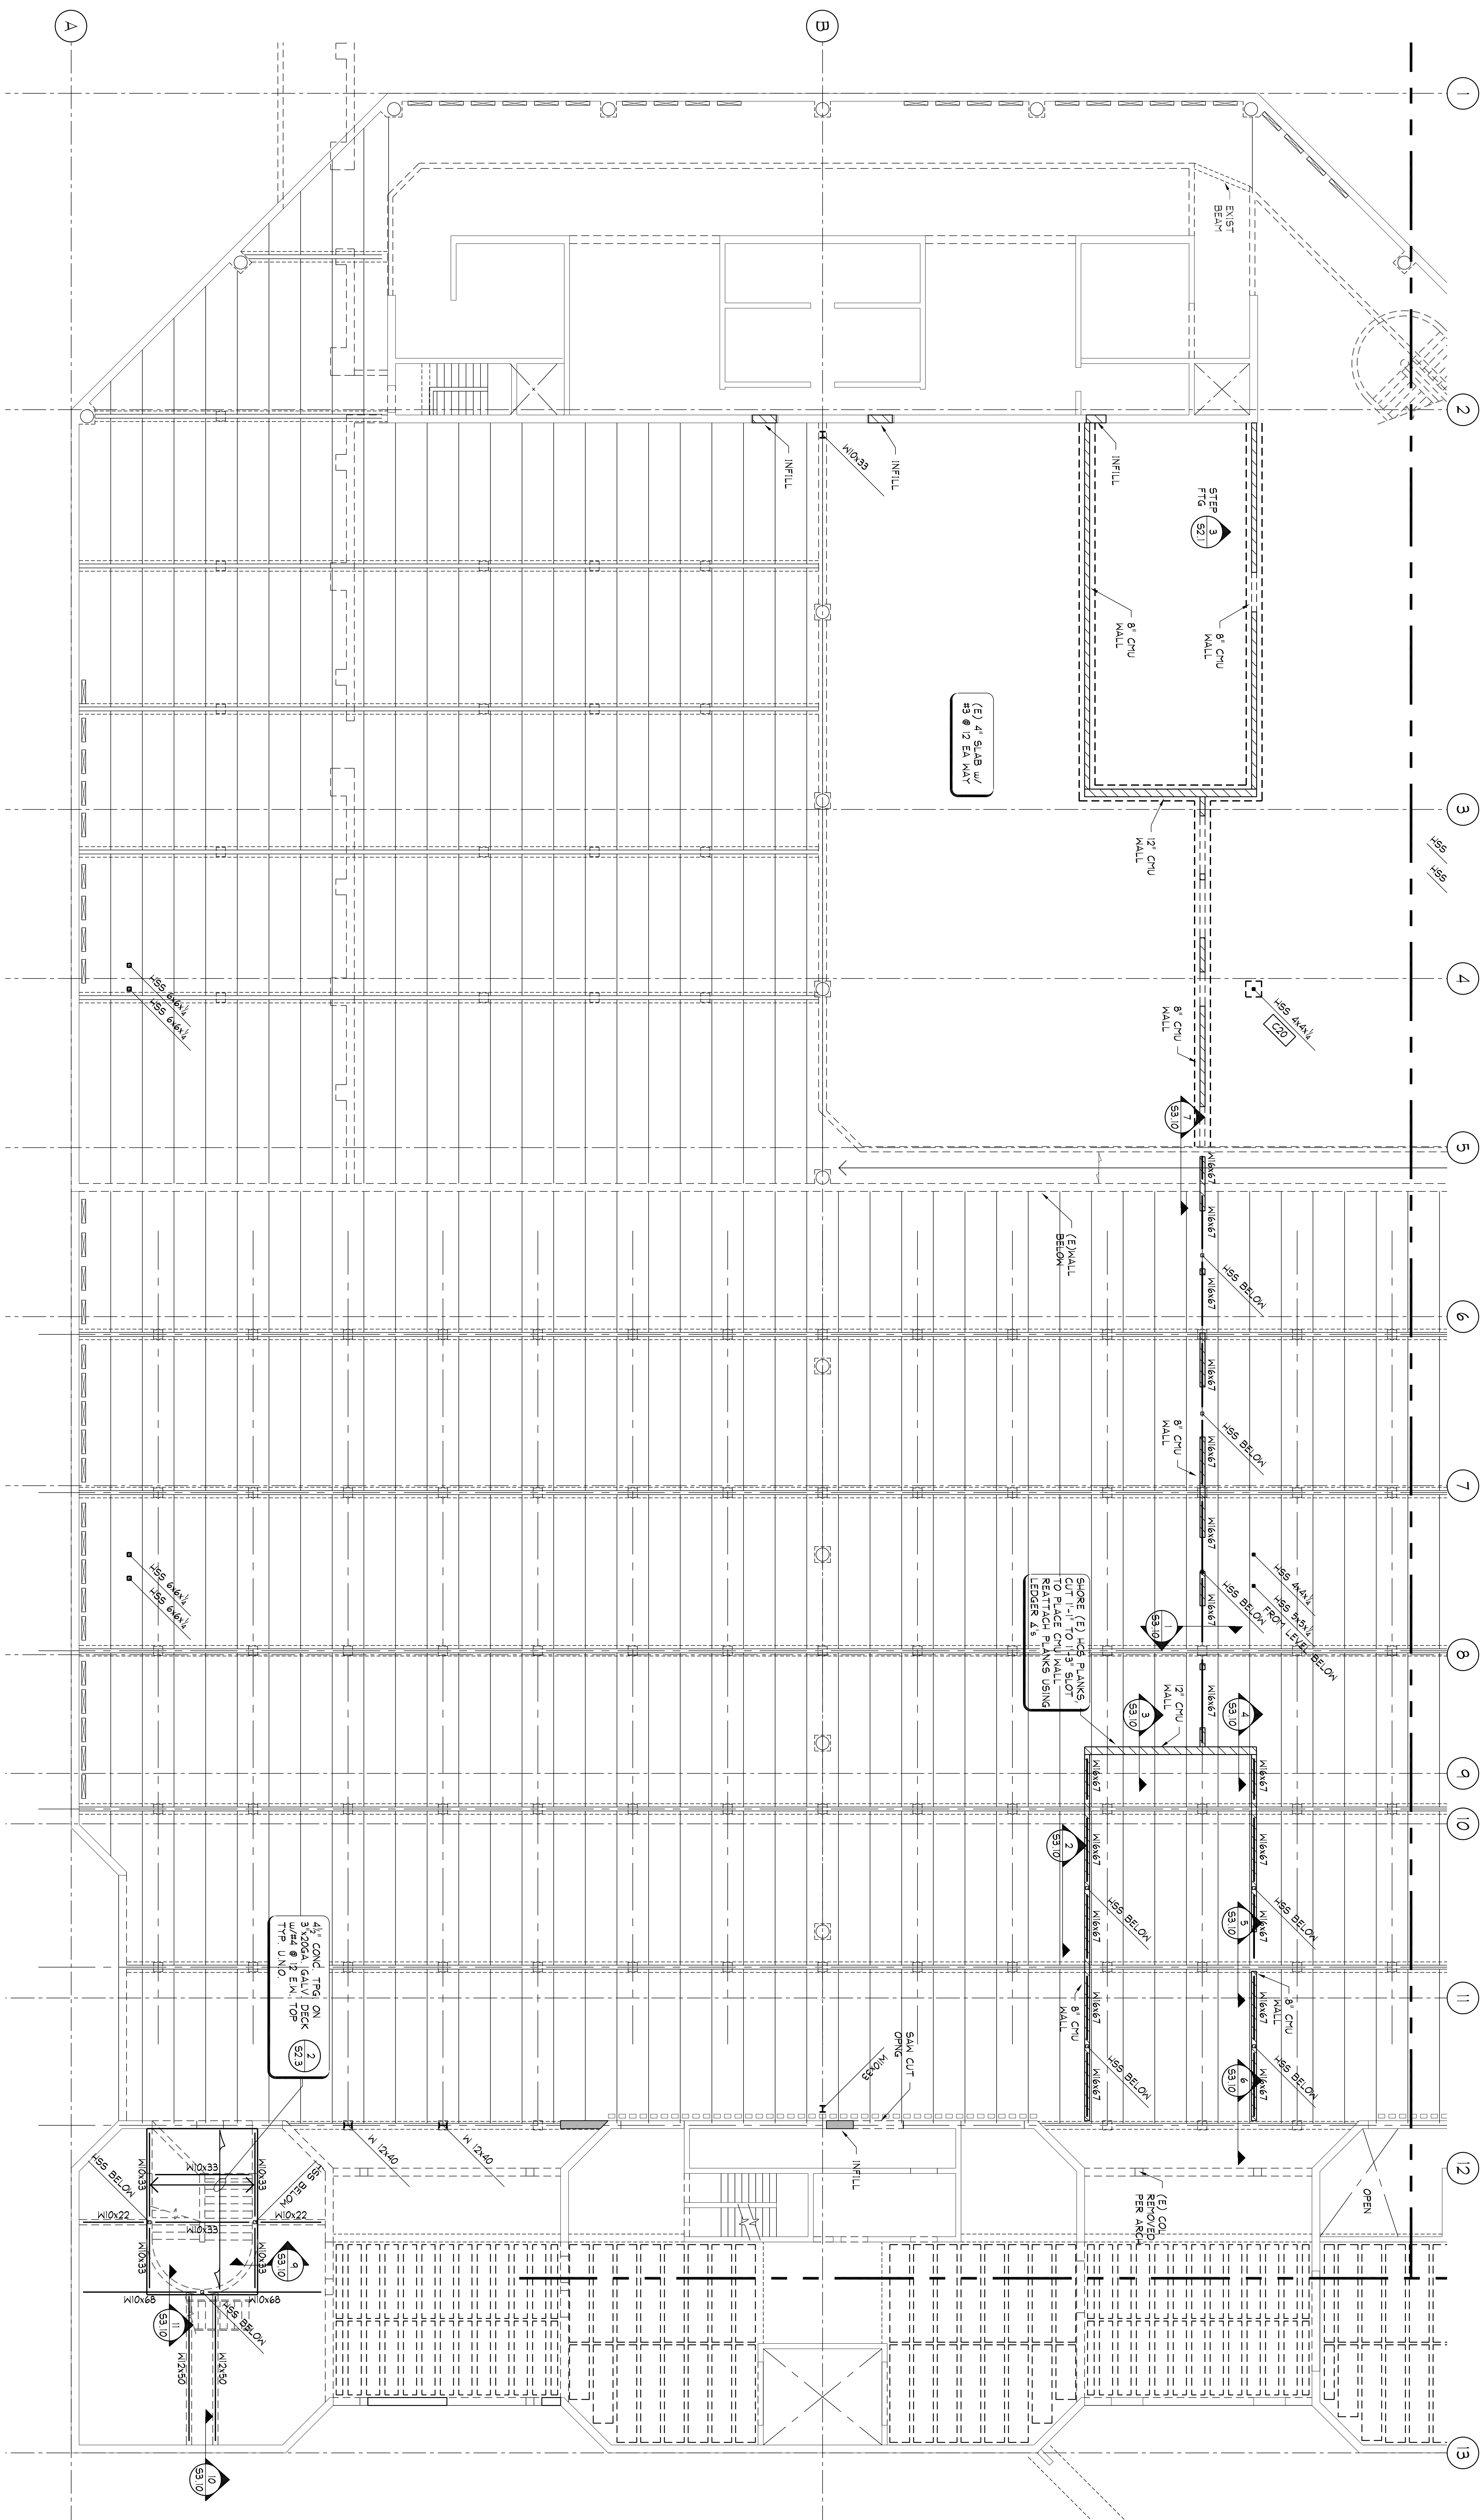 A
B
1
2
3
4
5
6
7
8
9
10
11
12
13
EXIST
BEAM
INFILL
INFILL
INFILL
W10x33
STEP
FTG
3
S2.1
8" CMU
WALL
8" CMU
WALL
(E) 4" SLAB w/
#3 @ 12 EA WAY
12" CMU
WALL
HSS
HSS
HSS 6x6x¼
HSS 6x6x¼
HSS 4x4x¼
C20
8" CMU
WALL
7
S3.10
W16x67
W16x67
(E)WALL
BELOW
HSS BELOW
W16x67
W16x67
HSS BELOW
8" CMU
WALL
W16x67
W16x67
HSS 6x6x¼
HSS 6x6x¼
HSS 4x4x¼
HSS 5x5x¼
FROM LEVEL BELOW
HSS BELOW
W16x67
1
S3.10
SHORE (E) HCS PLANKS,
CUT 1'-1" TO 1'-3" SLOT
TO PLACE CMU WALL
REATTACH PLANKS USING
LEDGER ∠'s
W16x67
12" CMU
WALL
3
S3.10
4
S3.10
W16x67
W16x67
W16x67
W16x67
2
S3.10
HSS BELOW
HSS BELOW
5
S3.10
W16x67
W16x67
8" CMU
WALL
8" CMU
WALL
W16x67
W16x67
HSS BELOW
HSS BELOW
6
S3.10
W16x67
W16x67
4½" CONC. TPG ON
3"x20GA. GALV DECK
w/#4 @ 12 E.W. TOP
TYP. U.N.O.
2
S2.3
SAW CUT
OPNG
W10x33
INFILL
W 12x40
W 12x40
(E) COL
REMOVED
PER ARCH
OPEN
W10x33
W10x33
W10x33
HSS BELOW
HSS BELOW
W10x22
W10x22
W10x33
W10x33
W10x33
9
S3.10
W10x68
W10x68
HSS BELOW
11
S3.10
W12x50
W12x50
10
S3.10